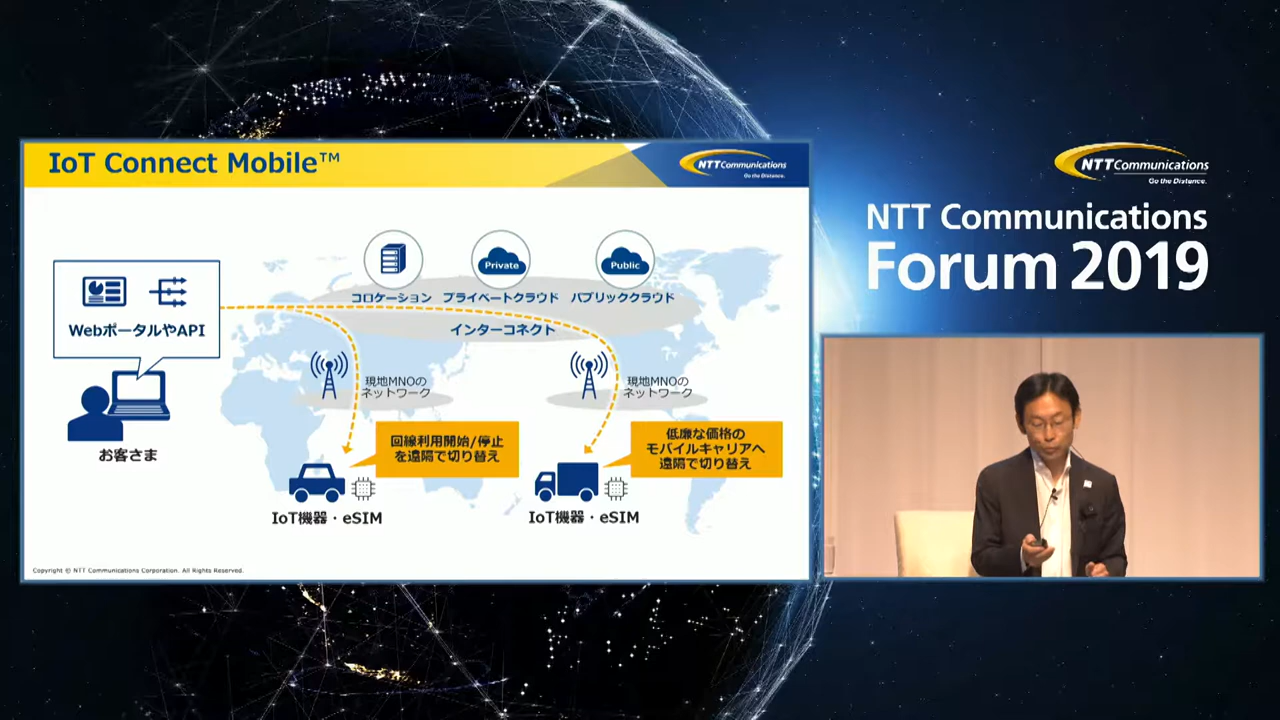 IoT Connect Mobile™
NTT Communications
Go the Distance.
Private
Public
コロケーション
プライベートクラウド
パブリッククラウド
インターコネクト
WebポータルやAPI
お客さま
現地MNOの
ネットワーク
現地MNOの
ネットワーク
回線利用開始/停止
を遠隔で切り替え
低廉な価格の
モバイルキャリアへ
遠隔で切り替え
IoT機器・eSIM
IoT機器・eSIM
Copyright © NTT Communications Corporation. All Rights Reserved.
NTT Communications
Go the Distance.
NTT Communications
Forum 2019